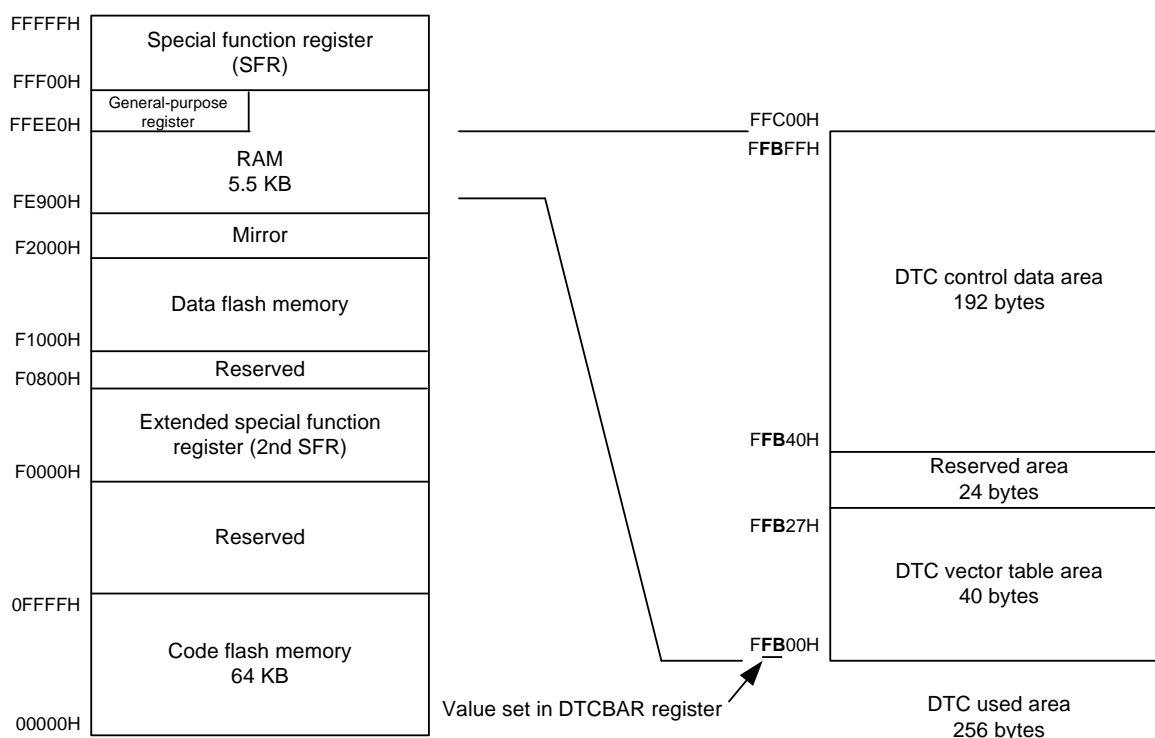 FFFFFH
Special function register
(SFR)
FFF00H
General-purpose
register
FFEE0H
RAM
5.5 KB
FE900H
Mirror
F2000H
Data flash memory
F1000H
Reserved
F0800H
Extended special function
register (2nd SFR)
F0000H
Reserved
0FFFFH
Code flash memory
64 KB
00000H
FFC00H
FFBFFH
DTC control data area
192 bytes
FFB40H
Reserved area
24 bytes
FFB27H
DTC vector table area
40 bytes
FFB00H
Value set in DTCBAR register
DTC used area
256 bytes